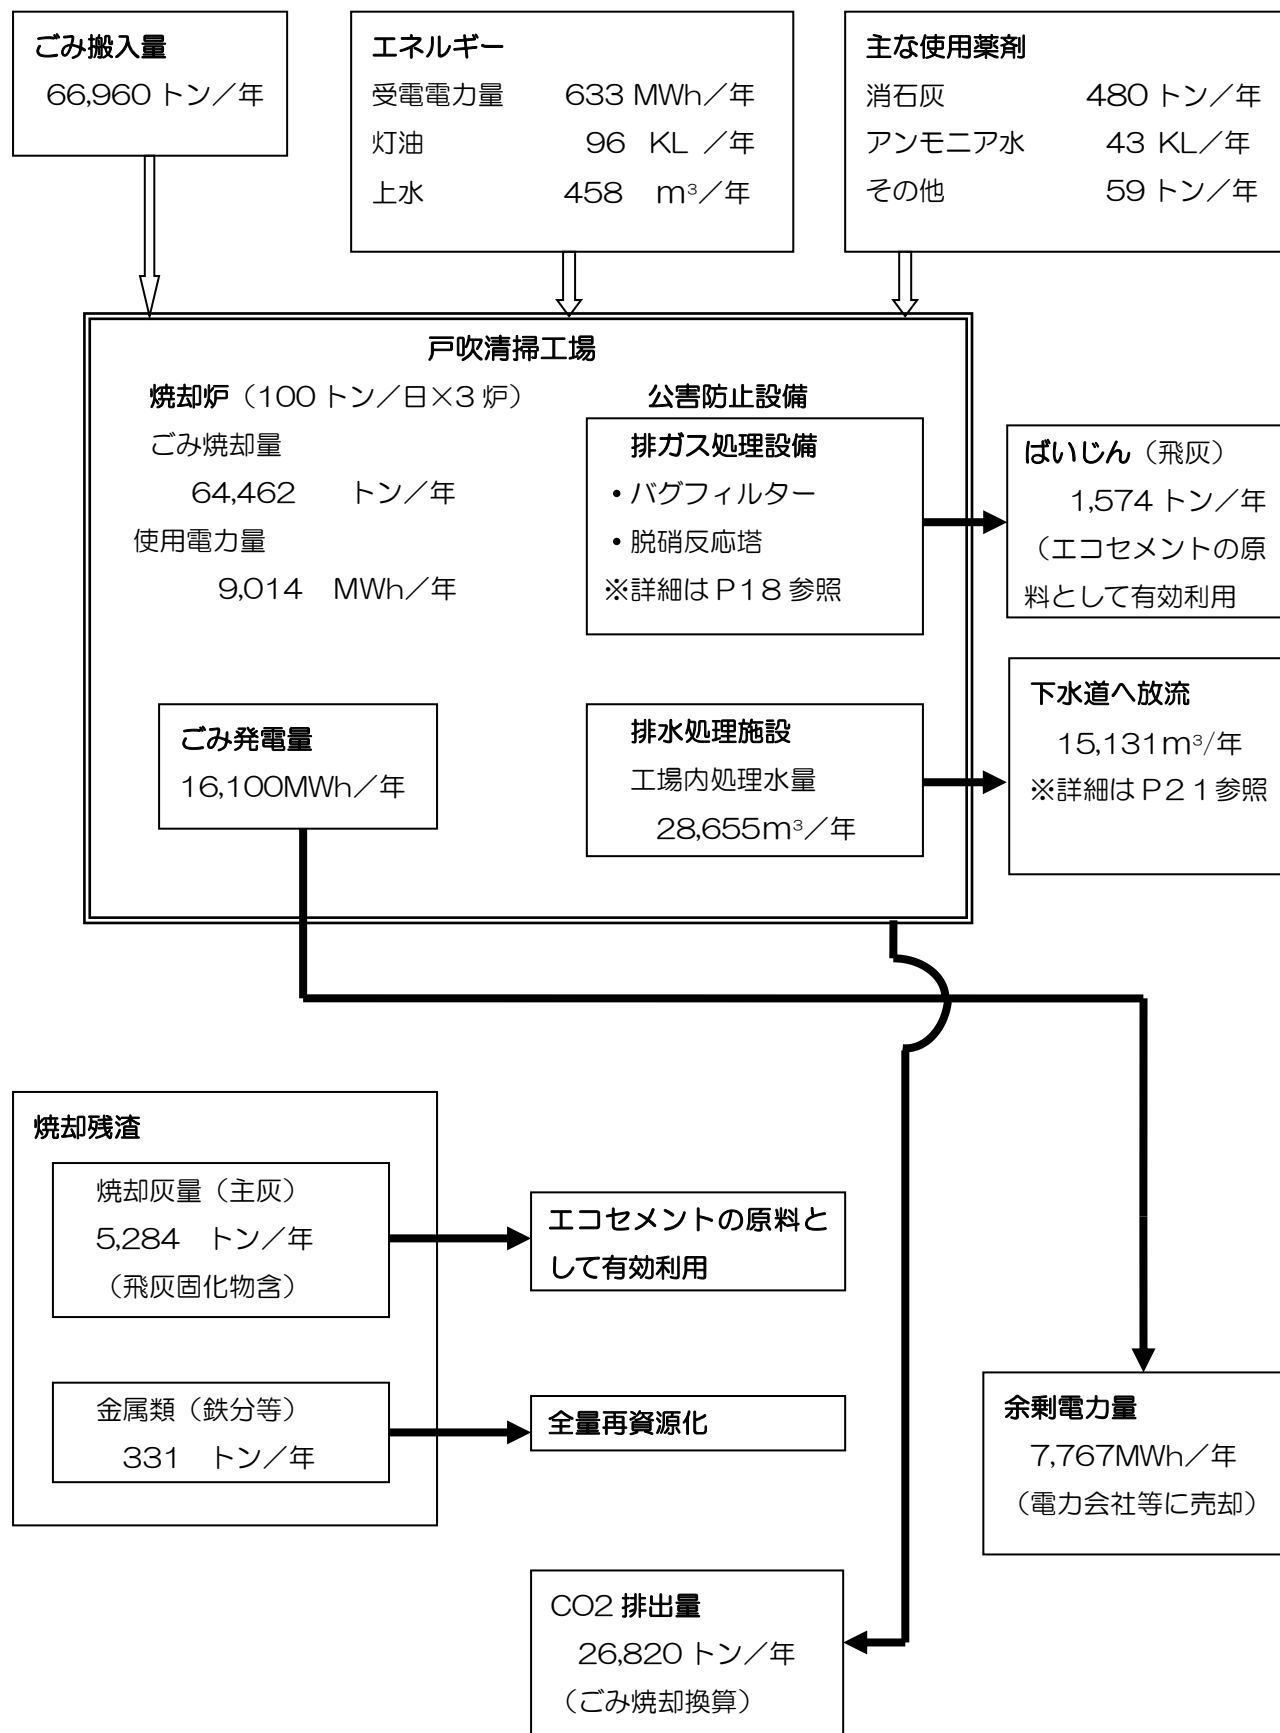 ごみ搬入量
66,960 トン／年
エネルギー
受電電力量 633 MWh／年
灯油 96 KL ／年
上水 458 m³／年
主な使用薬剤
消石灰 480 トン／年
アンモニア水 43 KL／年
その他 59 トン／年
戸吹清掃工場
焼却炉（100 トン／日×3 炉）
ごみ焼却量
64,462 トン／年
使用電力量
9,014 MWh／年
公害防止設備
排ガス処理設備
・バグフィルター
・脱硝反応塔
※詳細は P18 参照
ばいじん（飛灰）
1,574 トン／年
（エコセメントの原
料として有効利用
ごみ発電量
16,100MWh／年
排水処理施設
工場内処理水量
28,655m³／年
下水道へ放流
15,131m³/年
※詳細は P21 参照
焼却残渣
焼却灰量（主灰）
5,284 トン／年
（飛灰固化物含）
エコセメントの原料と
して有効利用
金属類（鉄分等）
331 トン／年
全量再資源化
余剰電力量
7,767MWh／年
（電力会社等に売却）
CO2 排出量
26,820 トン／年
（ごみ焼却換算）